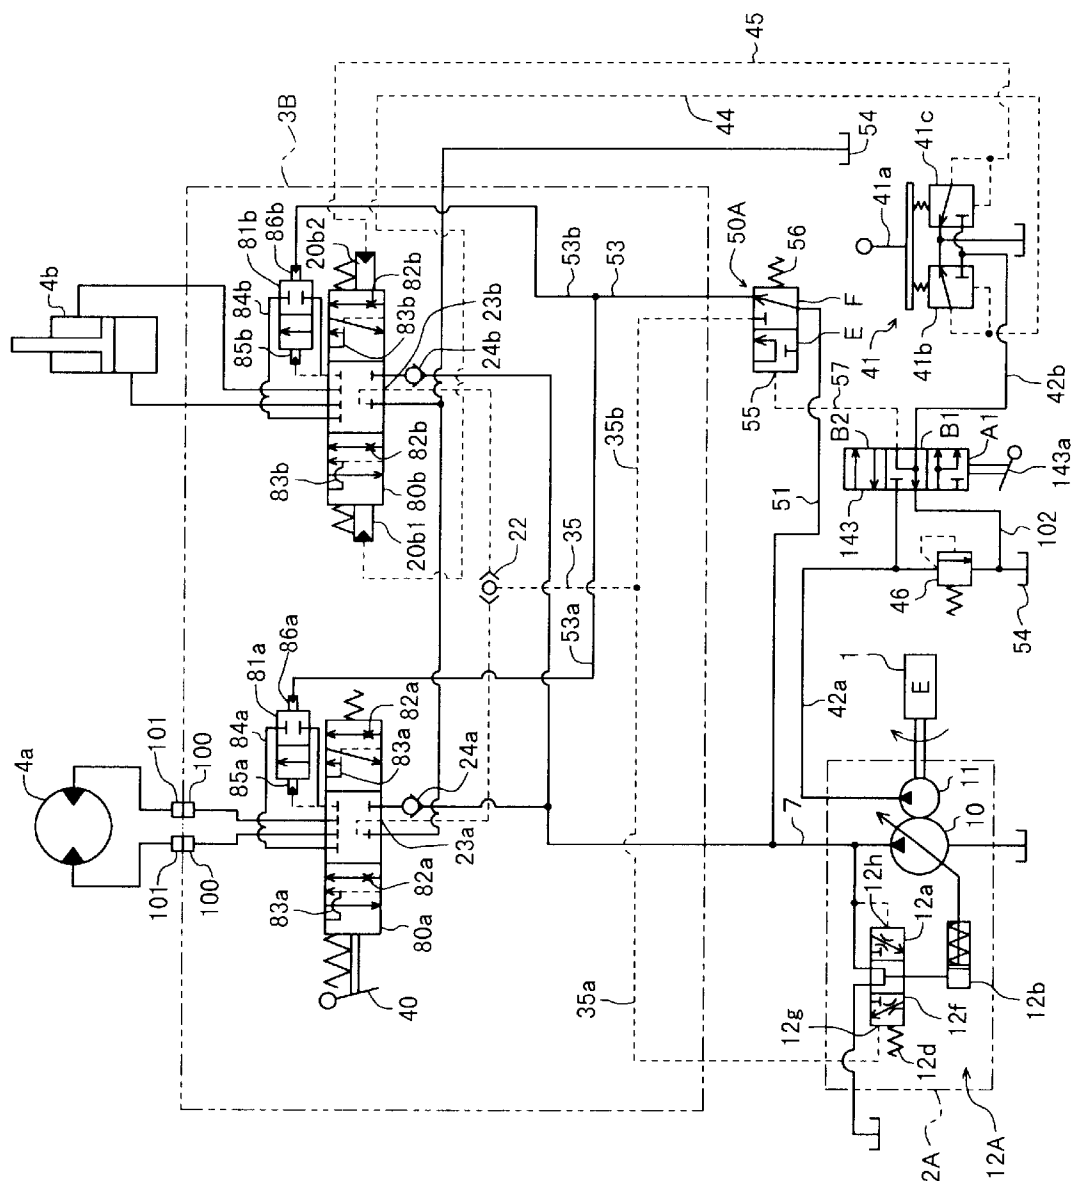 45
44
3B
54
41c
41a
4b
86b
81b
84b
85b
20b2
82b
83b
23b
24b
53b
53
50A
56
F
E
41
41b
42b
55
57
B2
B1
A1
143a
143
83b
82b
80b
20b1
22
35
35b
51
102
46
54
53a
86a
81a
84a
85a
82a
83a
24a
23a
1
E
42a
4a
101
100
101
100
83a
82a
80a
40
7
11
10
12h
12a
35a
12g
12f
12b
12d
2A
12A